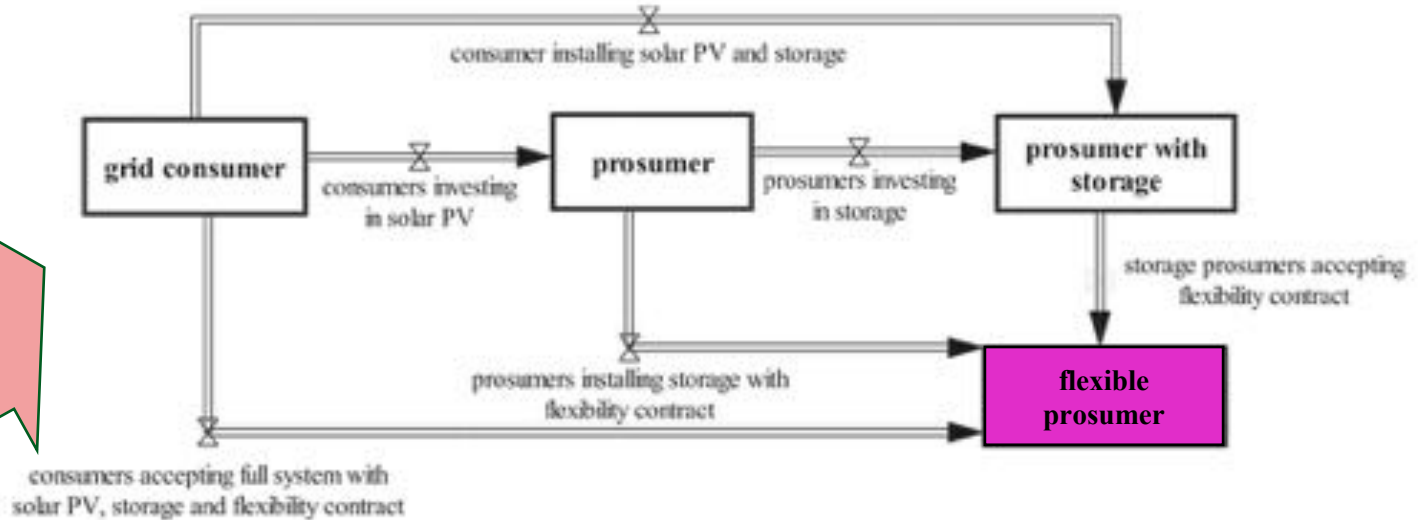 consumer installing solar PV and storage
grid consumer
consumers investing
in solar PV
prosumer
prosumers investing
in storage
prosumer with
storage
storage prosumers accepting
flexibility contract
prosumers installing storage with
flexibility contract
flexible
prosumer
consumers accepting full system with
solar PV, storage and flexibility contract